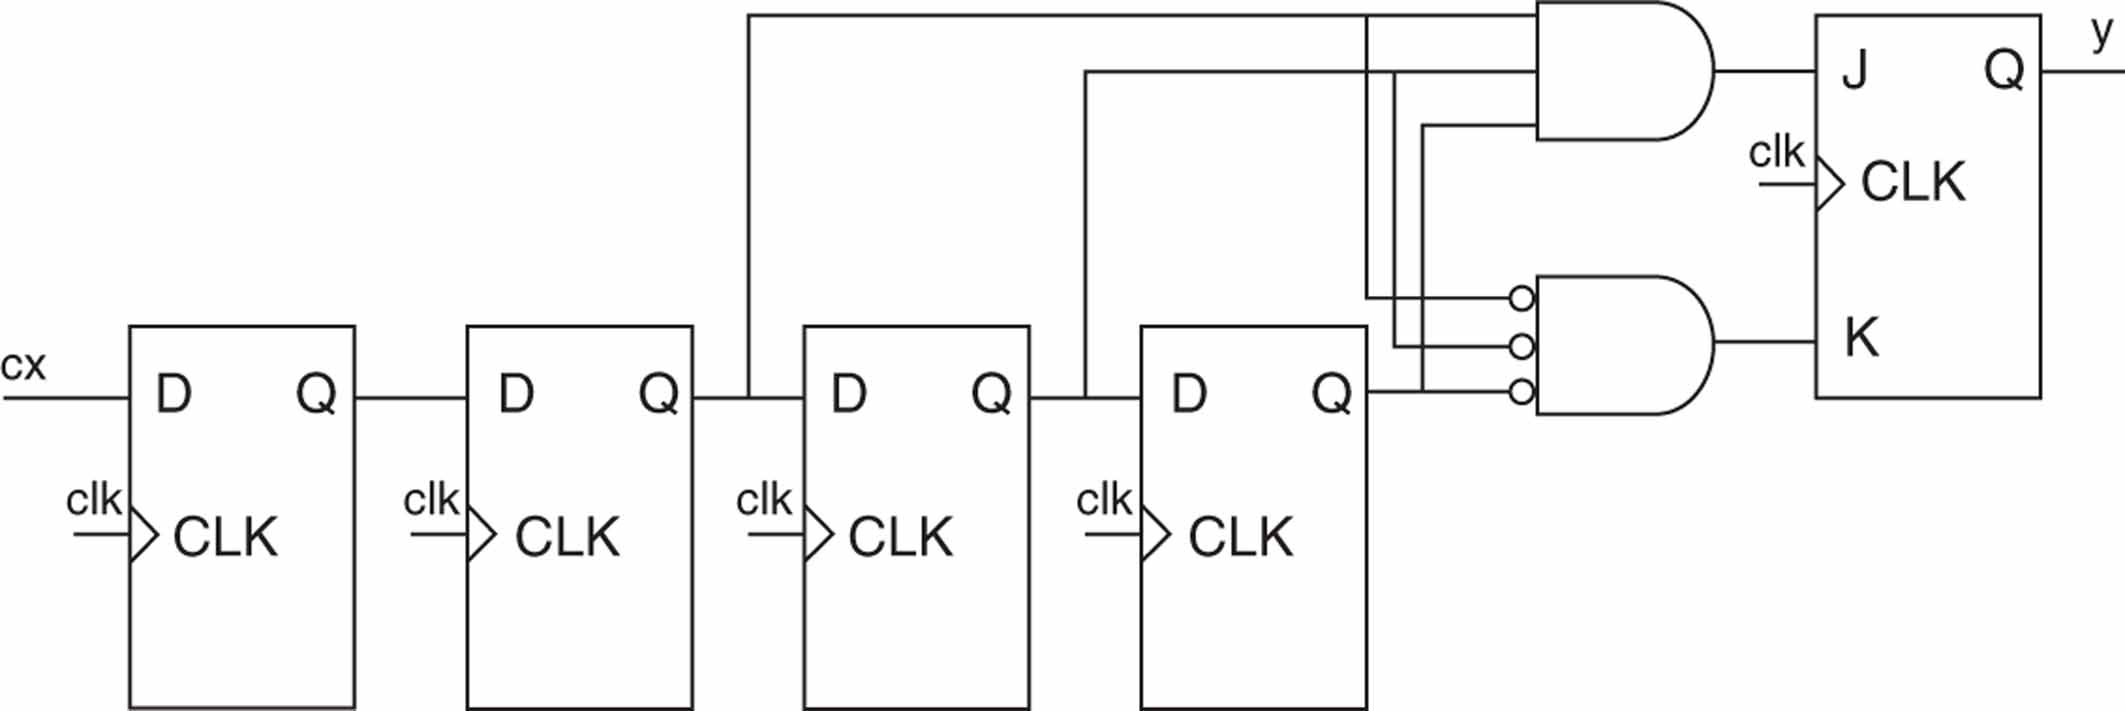 y
J Q
clk
CLK
K
cx
D Q D Q D Q D Q
clk clk clk clk
CLK CLK CLK CLK